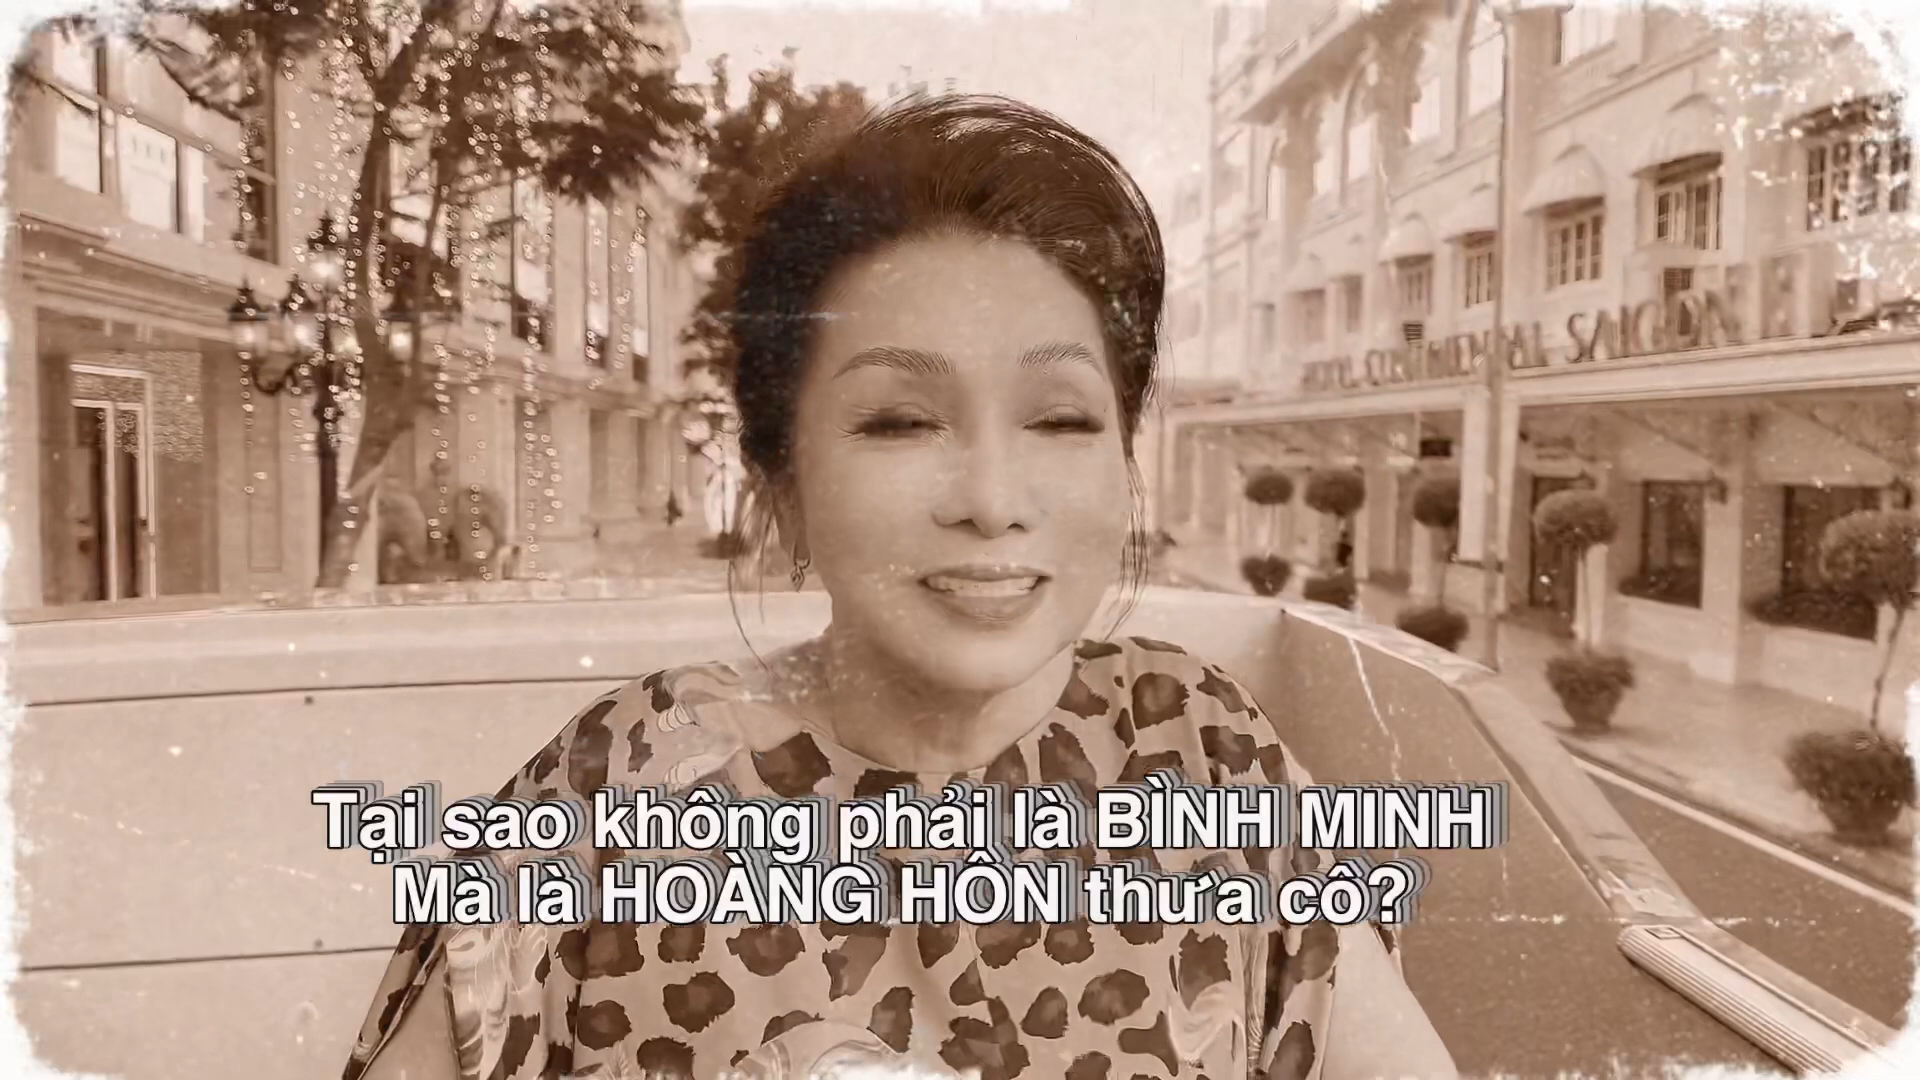 HOTEL CONTINENTAL SAIGON
Tại sao không phải là BÌNH MINH
Mà là HOÀNG HÔN thưa cô?